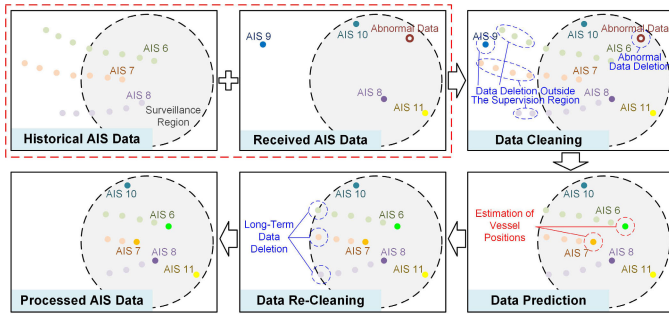 AIS 6
AIS 7
AIS 8
Surveillance
Region
Historical AIS Data
AIS 9
AIS 10
Abnormal Data
AIS 8
AIS 11
Received AIS Data
AIS 9
AIS 10
Abnormal Data
AIS 6
Abnormal
Data Deletion
AIS 7
Data Deletion Outside
The Supervision Region
AIS 8
AIS 11
Data Cleaning
AIS 10
AIS 6
AIS 7
AIS 8
AIS 11
Processed AIS Data
AIS 10
Long-Term
Data
Deletion
AIS 6
AIS 7
AIS 8
AIS 11
Data Re-Cleaning
AIS 10
Estimation of
Vessel
Positions
AIS 6
AIS 7
AIS 8
AIS 11
Data Prediction